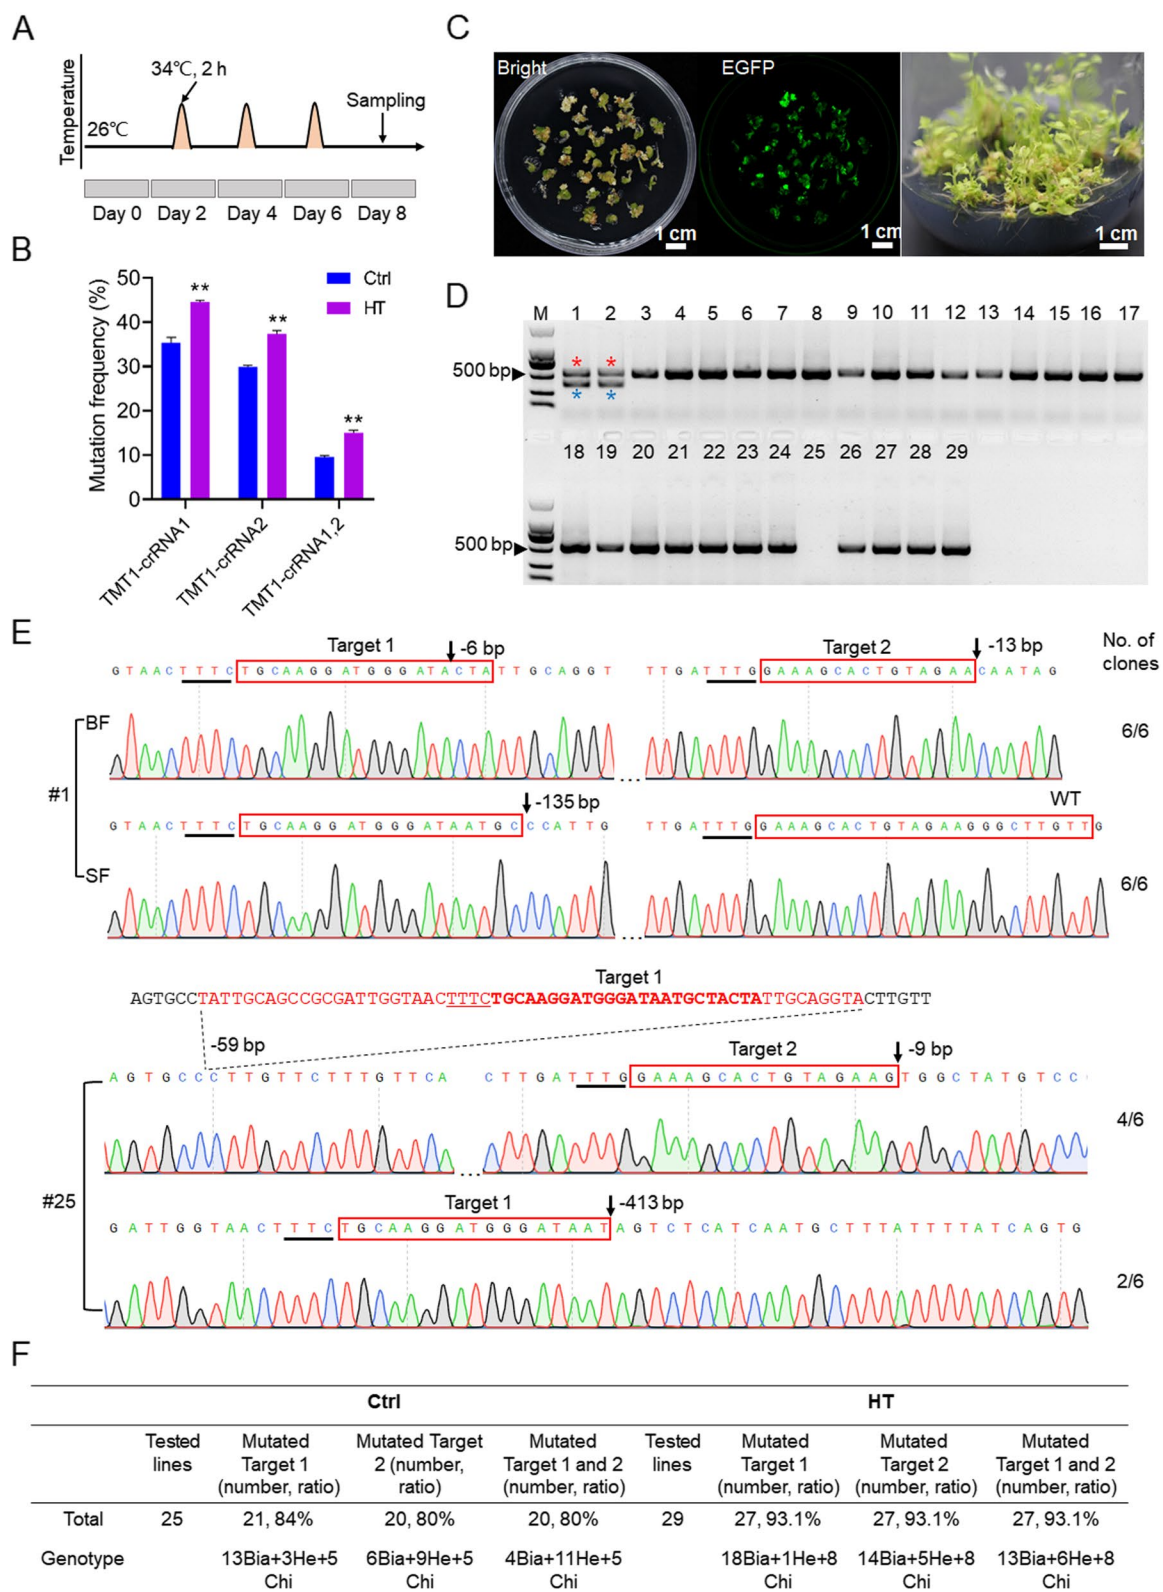 A
Temperature
34℃, 2 h
26℃
Sampling
Day 0 Day 2 Day 4 Day 6 Day 8
B
Mutation frequency (%)
50
40
30
20
10
0
Ctrl
HT
**
**
**
TMT1-crRNA1
TMT1-crRNA2
TMT1-crRNA1,2
C
Bright
EGFP
1 cm
1 cm
1 cm
D
M 1 2 3 4 5 6 7 8 9 10 11 12 13 14 15 16 17
500 bp
* *
* *
18 19 20 21 22 23 24 25 26 27 28 29
500 bp
E
Target 1 -6 bp Target 2 -13 bp No. of clones
GTAACTTTCTGCAAGGATGGGATACTATTGCAGGT TTGATTTGGAAAGCACTGTAGAACAATAG
BF
...
6/6
#1
-135 bp WT
GTAACTTTCTGCAAGGATGGGATAATGCCCATTG TTGATTTGGAAAGCACTGTAGAAGGGCTTGTTG
SF
...
6/6
Target 1
AGTGCCTATTGCAGCCGCGATTGGTAACTTTCTGCAAGGATGGGATAATGCTACTATTGCAGGTACTTGTT
-59 bp
Target 2 -9 bp
AGTGCCCTTGTTCTTTGTTCA CTTGATTTGGAAAGCACTGTAGAAGTGGCTATGTCC
...
4/6
#25
Target 1 -413 bp
GATTGGTAACTTTCTGCAAGGATGGGATAATAGTCTCATCAATGCTTTATTTTATCAGTG
2/6
F
Ctrl HT
Tested lines Mutated Target 1 (number, ratio) Mutated Target 2 (number, ratio) Mutated Target 1 and 2 (number, ratio) Tested lines Mutated Target 1 (number, ratio) Mutated Target 2 (number, ratio) Mutated Target 1 and 2 (number, ratio)
Total 25 21, 84% 20, 80% 20, 80% 29 27, 93.1% 27, 93.1% 27, 93.1%
Genotype 13Bia+3He+5 Chi 6Bia+9He+5 Chi 4Bia+11He+5 Chi 18Bia+1He+8 Chi 14Bia+5He+8 Chi 13Bia+6He+8 Chi